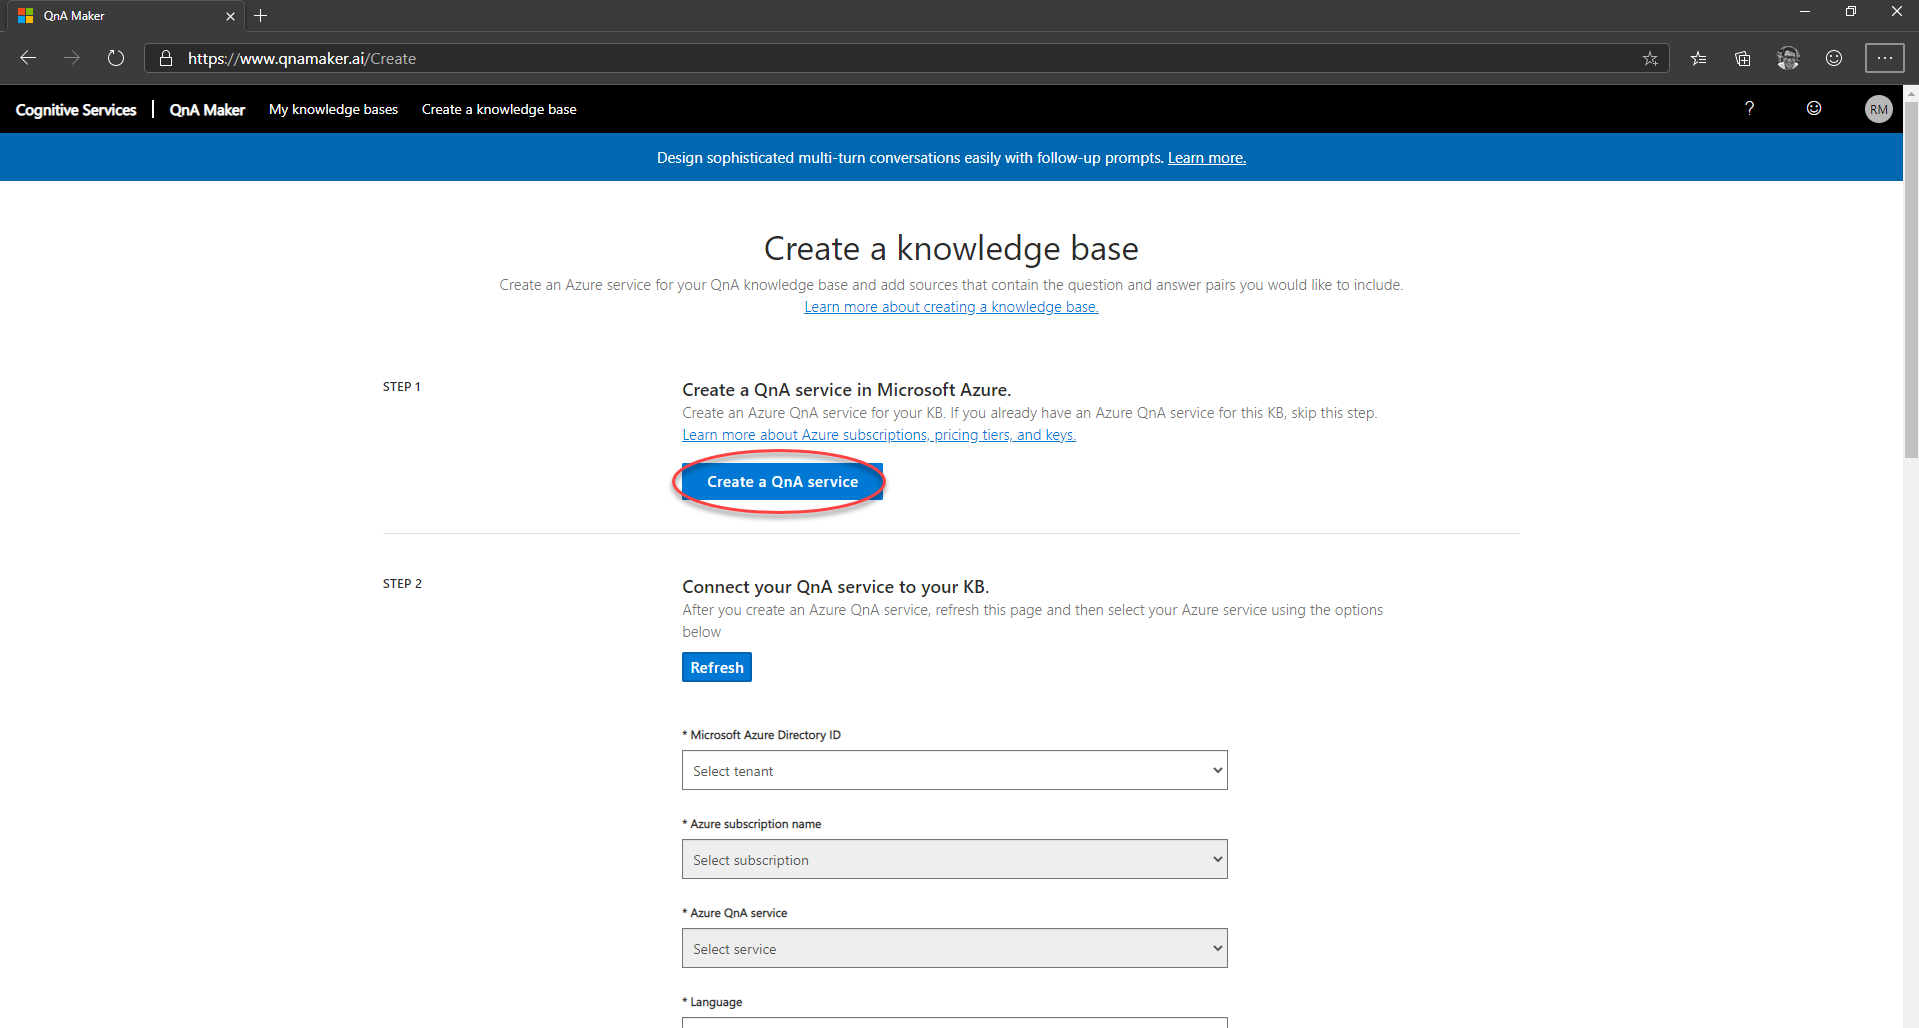 QnA Maker
https://www.qnamaker.ai/Create
Cognitive Services | QnA Maker My knowledge bases Create a knowledge base ? RM
Design sophisticated multi-turn conversations easily with follow-up prompts. Learn more.
Create a knowledge base
Create an Azure service for your QnA knowledge base and add sources that contain the question and answer pairs you would like to include.
Learn more about creating a knowledge base.
STEP 1
Create a QnA service in Microsoft Azure.
Create an Azure QnA service for your KB. If you already have an Azure QnA service for this KB, skip this step.
Learn more about Azure subscriptions, pricing tiers, and keys.
Create a QnA service
STEP 2
Connect your QnA service to your KB.
After you create an Azure QnA service, refresh this page and then select your Azure service using the options
below
Refresh
* Microsoft Azure Directory ID
Select tenant
* Azure subscription name
Select subscription
* Azure QnA service
Select service
* Language